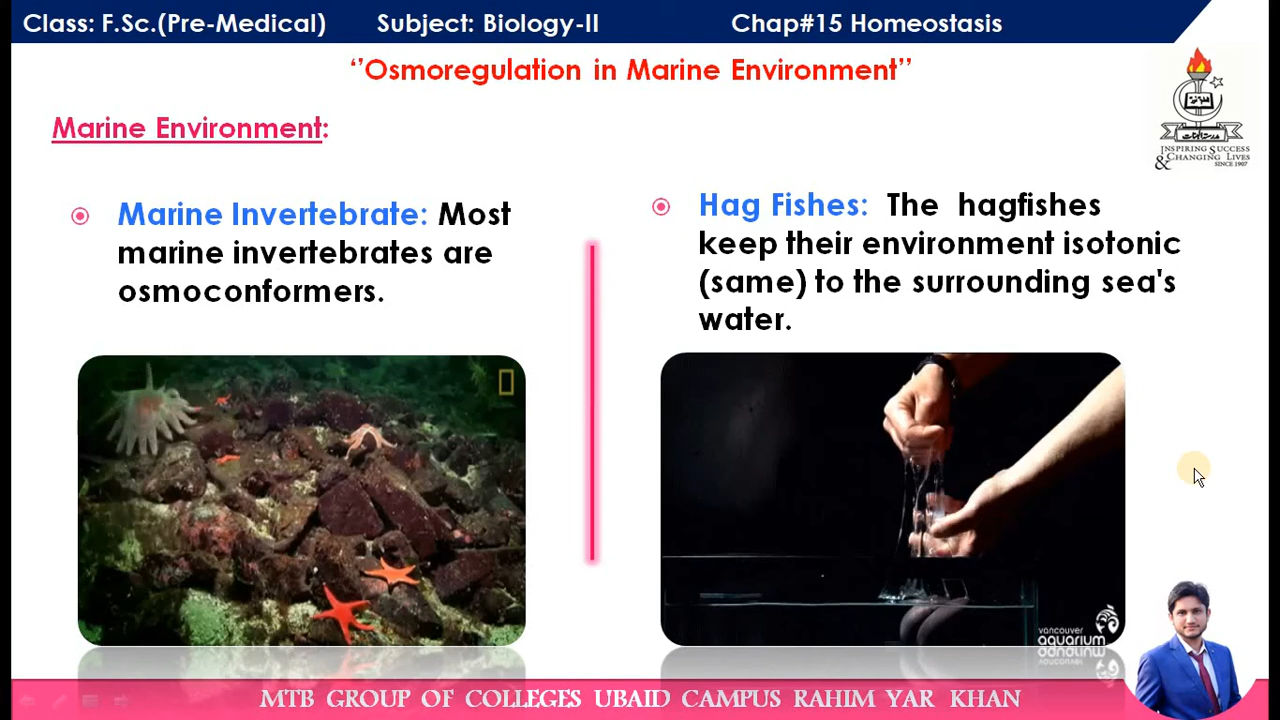 Class: F.Sc.(Pre-Medical) Subject: Biology-II Chap#15 Homeostasis
‘’Osmoregulation in Marine Environment’’
Marine Environment:
INSPIRING SUCCESS
& CHANGING LIVES
SINCE 1907
Marine Invertebrate: Most
marine invertebrates are
osmoconformers.
Hag Fishes: The hagfishes
keep their environment isotonic
(same) to the surrounding sea's
water.
vancouver
aquarium
MTB GROUP OF COLLEGES UBAID CAMPUS RAHIM YAR KHAN